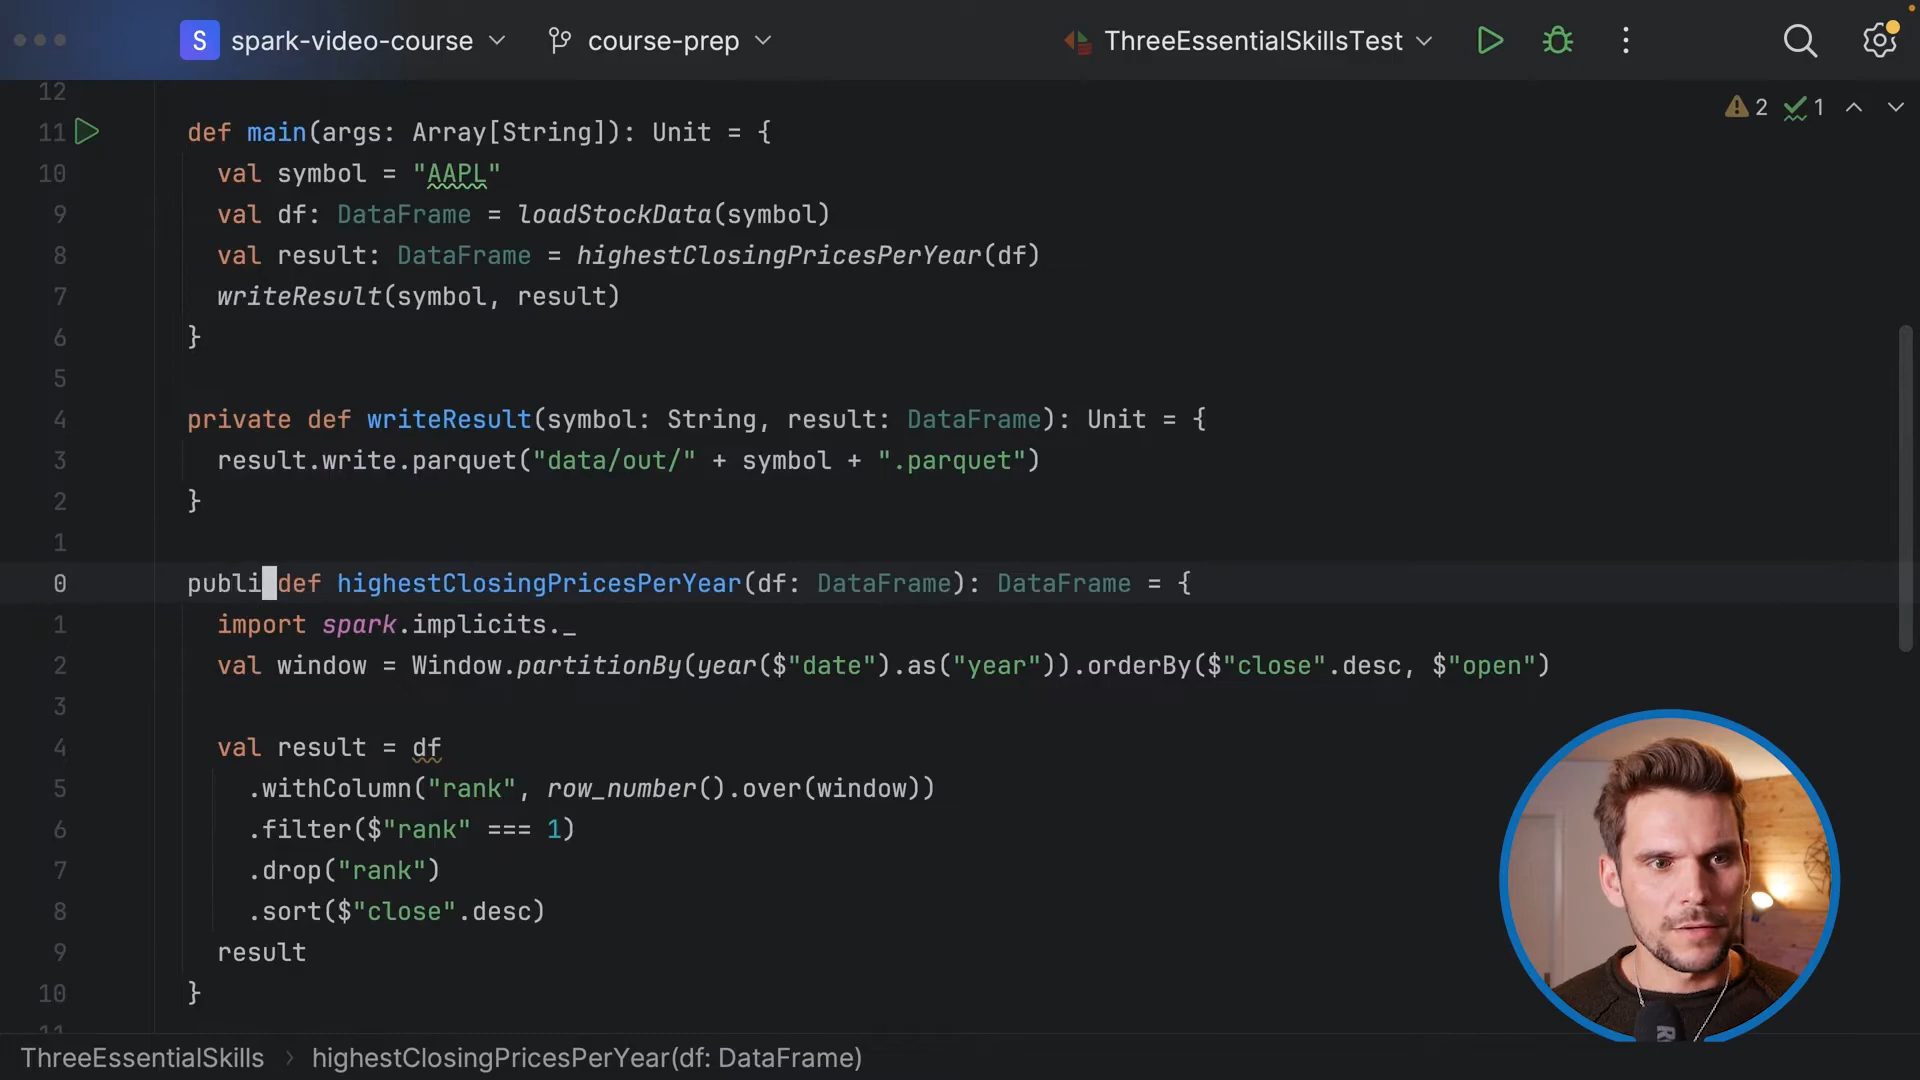 S spark-video-course course-prep ThreeEssentialSkillsTest
2 1
12
11 def main(args: Array[String]): Unit = {
10 val symbol = "AAPL"
9 val df: DataFrame = loadStockData(symbol)
8 val result: DataFrame = highestClosingPricesPerYear(df)
7 writeResult(symbol, result)
6 }
5
4 private def writeResult(symbol: String, result: DataFrame): Unit = {
3 result.write.parquet("data/out/" + symbol + ".parquet")
2 }
1
0 publi def highestClosingPricesPerYear(df: DataFrame): DataFrame = {
1 import spark.implicits._
2 val window = Window.partitionBy(year($"date").as("year")).orderBy($"close".desc, $"open")
3
4 val result = df
5 .withColumn("rank", row_number().over(window))
6 .filter($"rank" === 1)
7 .drop("rank")
8 .sort($"close".desc)
9 result
10 }
11
ThreeEssentialSkills › highestClosingPricesPerYear(df: DataFrame)